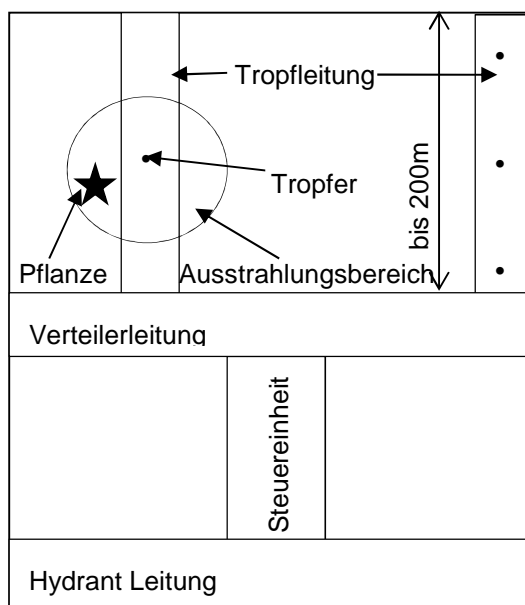 Tropfleitung
Tropfer
bis 200m
Pflanze
Ausstrahlungsbereich
Verteilerleitung
Steuereinheit
Hydrant Leitung